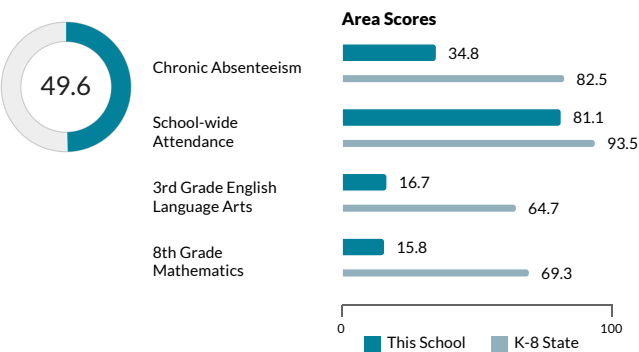 Area Scores
49.6
Chronic Absenteeism
34.8
82.5
School-wide
Attendance
81.1
93.5
3rd Grade English
Language Arts
16.7
64.7
8th Grade
Mathematics
15.8
69.3
0
100
This School
K-8 State